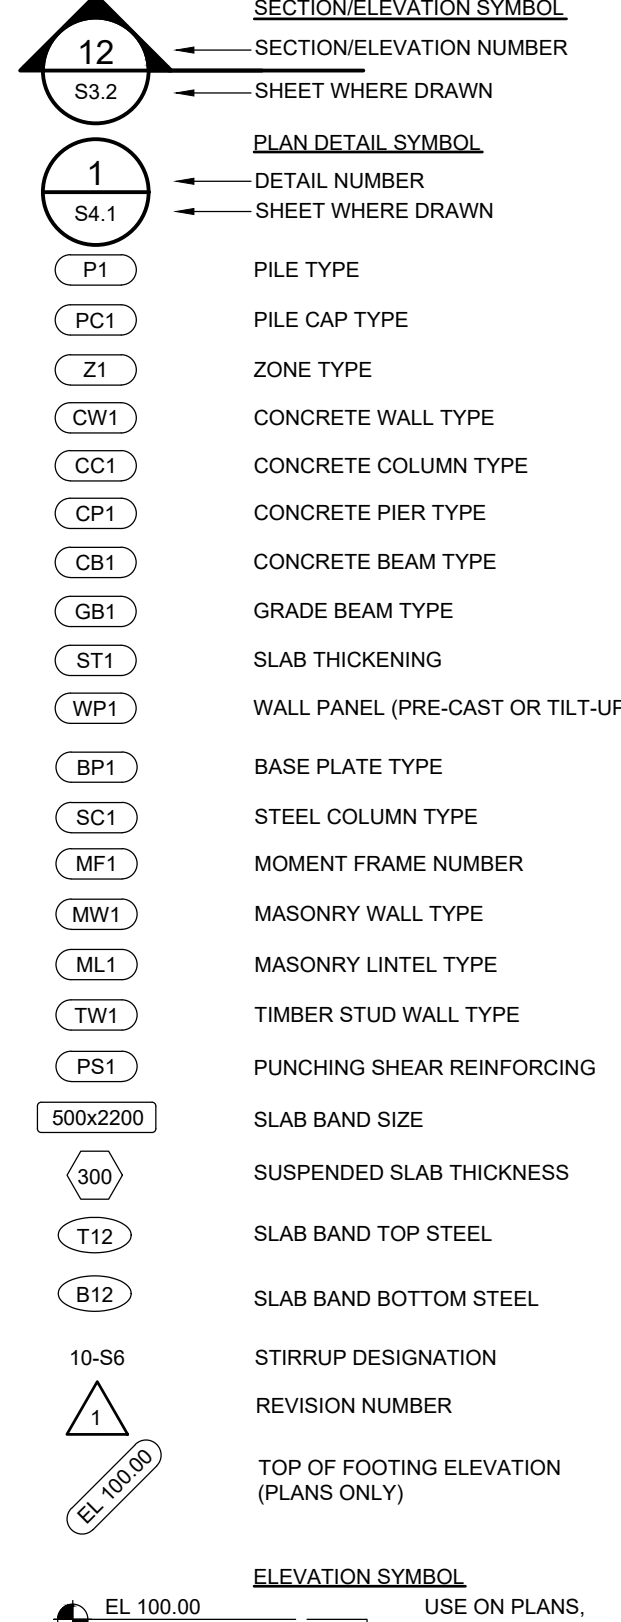 SECTION/ELEVATION SYMBOL
12 SECTION/ELEVATION NUMBER
S3.2 SHEET WHERE DRAWN
PLAN DETAIL SYMBOL
1 DETAIL NUMBER
S4.1 SHEET WHERE DRAWN
P1 PILE TYPE
PC1 PILE CAP TYPE
Z1 ZONE TYPE
CW1 CONCRETE WALL TYPE
CC1 CONCRETE COLUMN TYPE
CP1 CONCRETE PIER TYPE
CB1 CONCRETE BEAM TYPE
GB1 GRADE BEAM TYPE
ST1 SLAB THICKENING
WP1 WALL PANEL (PRE-CAST OR TILT-UP
BP1 BASE PLATE TYPE
SC1 STEEL COLUMN TYPE
MF1 MOMENT FRAME NUMBER
MW1 MASONRY WALL TYPE
ML1 MASONRY LINTEL TYPE
TW1 TIMBER STUD WALL TYPE
PS1 PUNCHING SHEAR REINFORCING
500x2200 SLAB BAND SIZE
300 SUSPENDED SLAB THICKNESS
T12 SLAB BAND TOP STEEL
B12 SLAB BAND BOTTOM STEEL
10-S6 STIRRUP DESIGNATION
1 REVISION NUMBER
EL 100.00 TOP OF FOOTING ELEVATION
(PLANS ONLY)
ELEVATION SYMBOL
EL 100.00 USE ON PLANS,